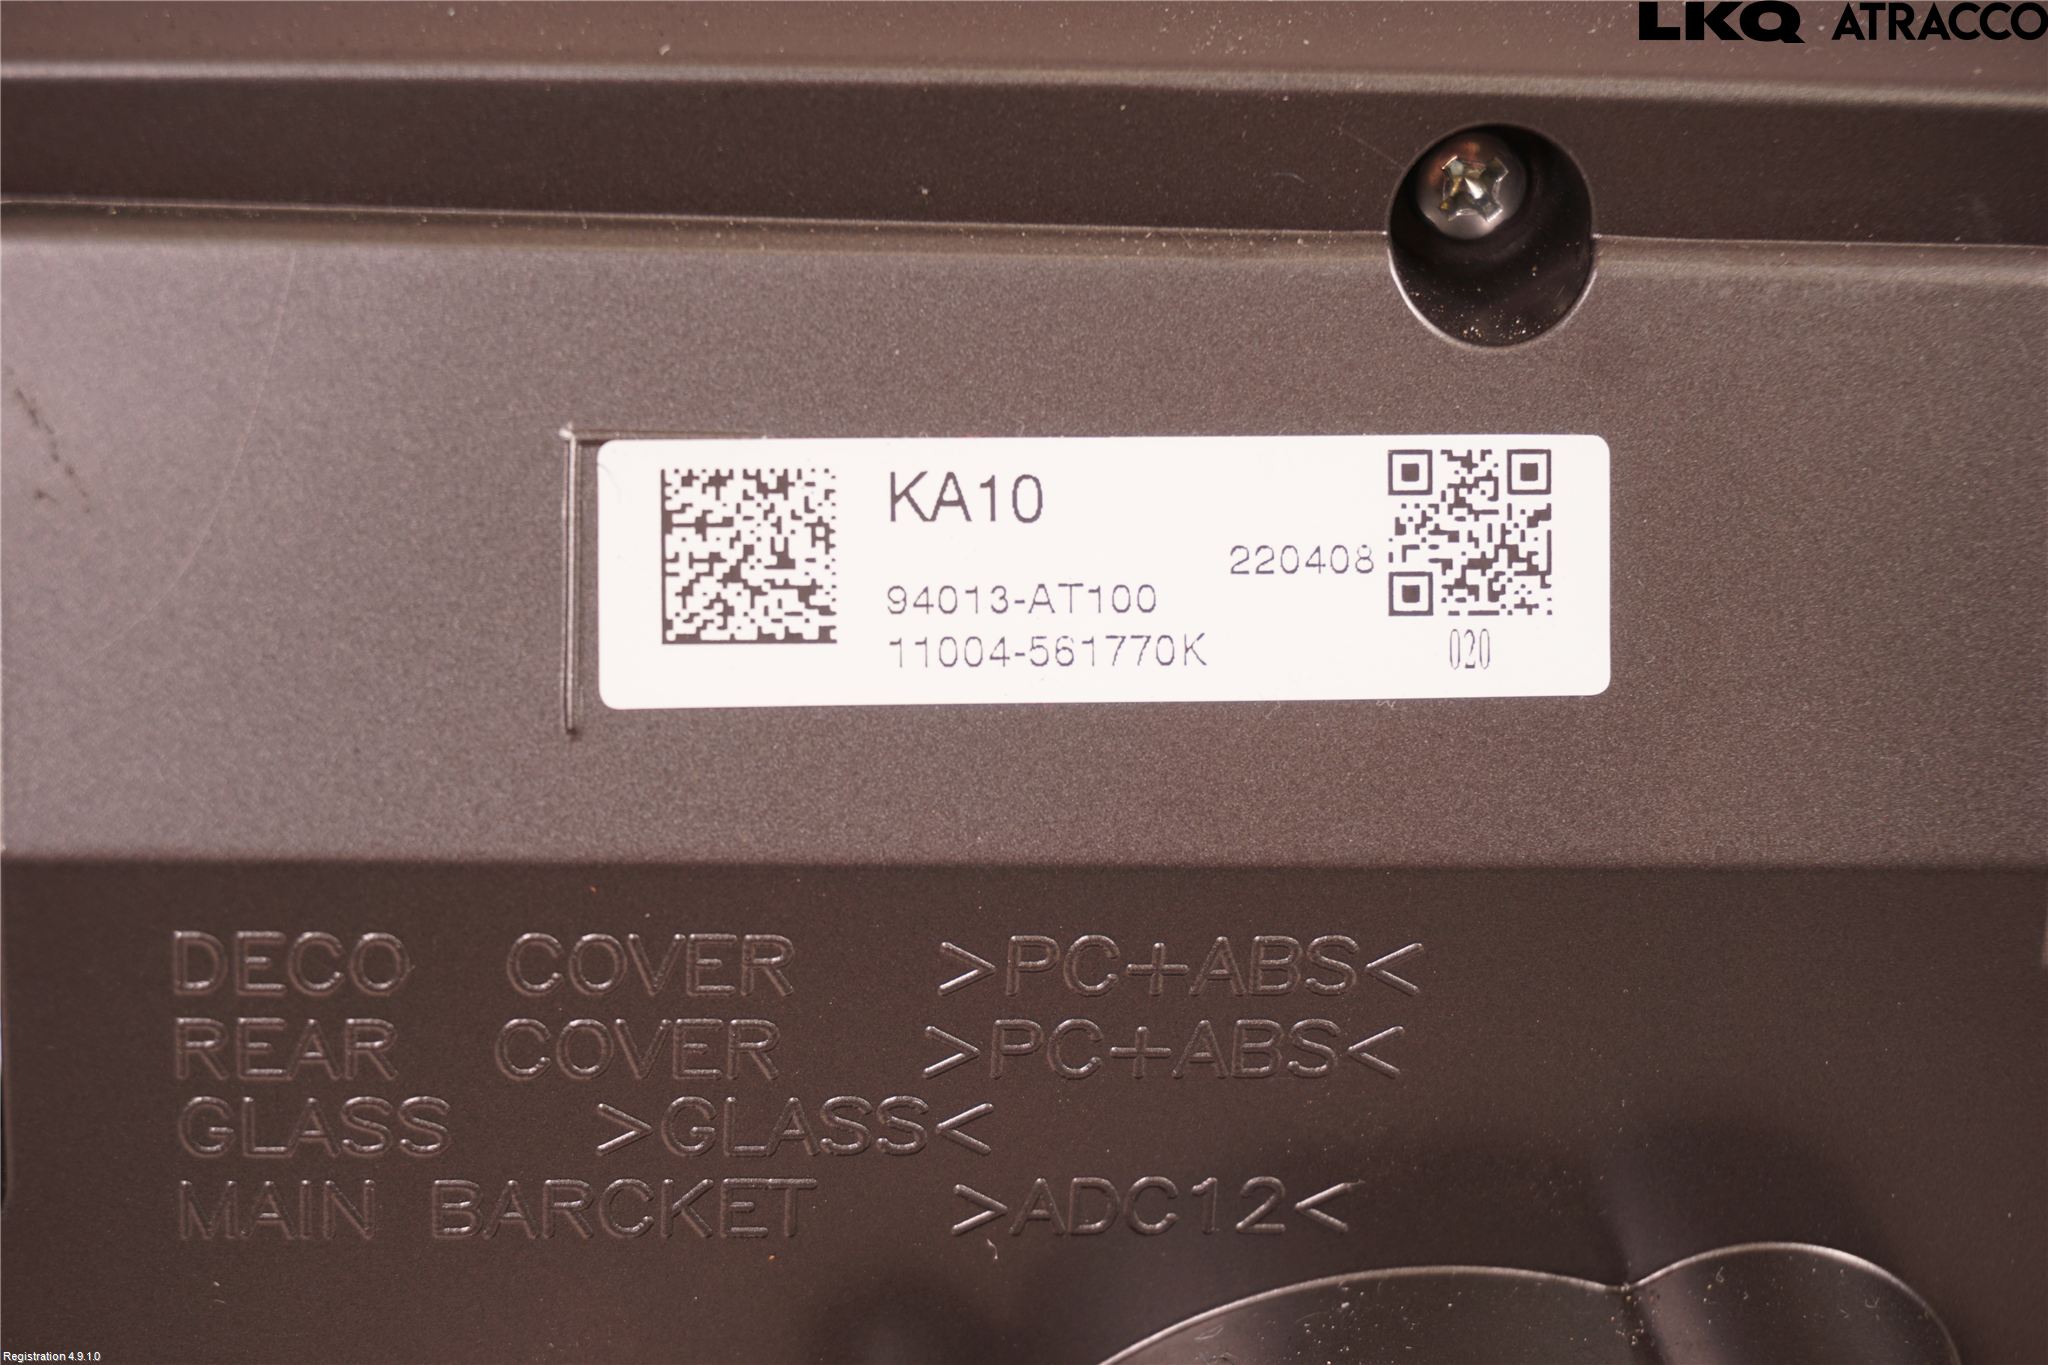 LKQ ATRACCO
KA10
220408
94013-AT100
11004-561770K
020
DECO COVER >PC+ABS<
REAR COVER >PC+ABS<
GLASS >GLASS<
MAIN BARCKET >ADC12<
Registration 4.9.1.0